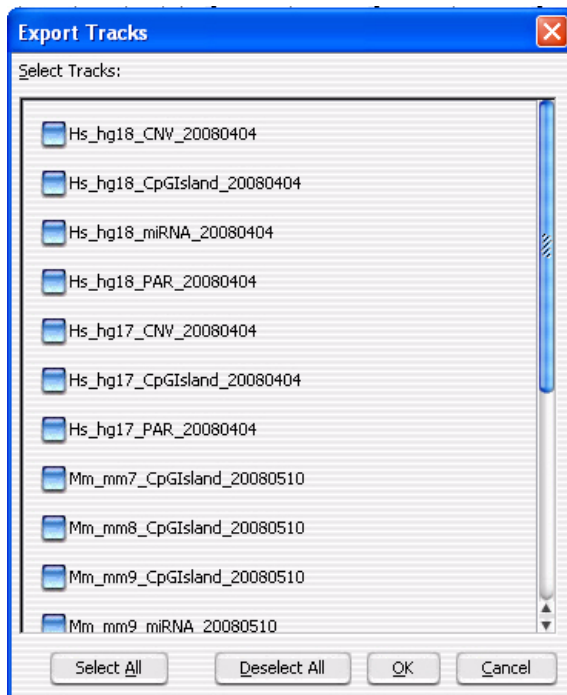 Export Tracks
Select Tracks:
Hs_hg18_CNV_20080404
Hs_hg18_CpGIsland_20080404
Hs_hg18_miRNA_20080404
Hs_hg18_PAR_20080404
Hs_hg17_CNV_20080404
Hs_hg17_CpGIsland_20080404
Hs_hg17_PAR_20080404
Mm_mm7_CpGIsland_20080510
Mm_mm8_CpGIsland_20080510
Mm_mm9_CpGIsland_20080510
Mm_mm9_miRNA_20080510
Select All Deselect All OK Cancel